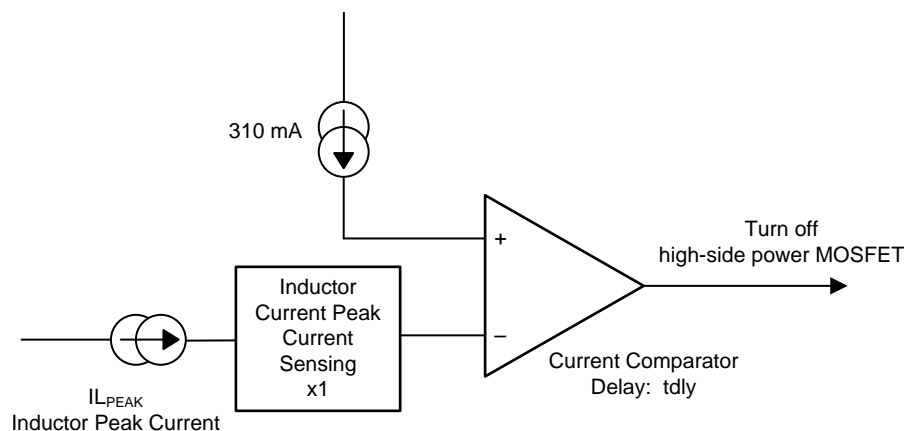 310 mA
+
–
Turn off
high-side power MOSFET
Inductor
Current Peak
Current
Sensing
x1
Current Comparator
Delay: tdly
ILPEAK
Inductor Peak Current